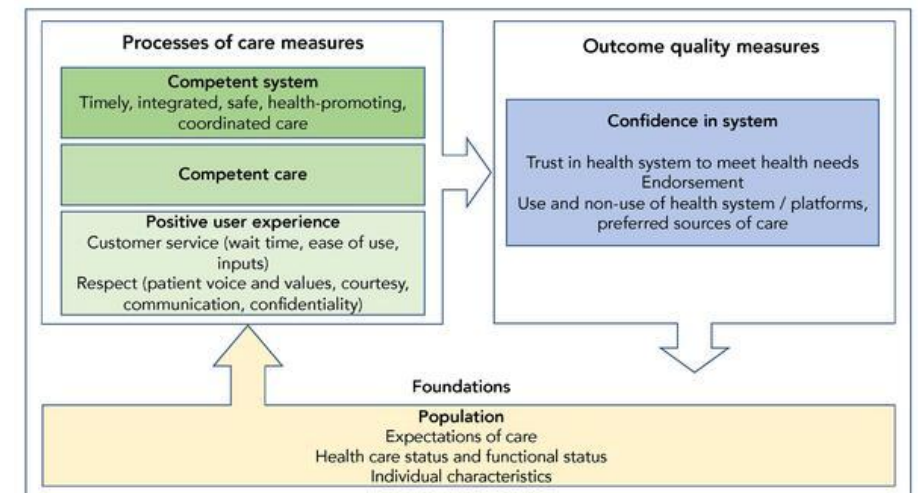 Processes of care measures
Competent system
Timely, integrated, safe, health-promoting,
coordinated care
Competent care
Positive user experience
Customer service (wait time, ease of use,
inputs)
Respect (patient voice and values, courtesy,
communication, confidentiality)
Outcome quality measures
Confidence in system
Trust in health system to meet health needs
Endorsement
Use and non-use of health system / platforms,
preferred sources of care
Foundations
Population
Expectations of care
Health care status and functional status
Individual characteristics